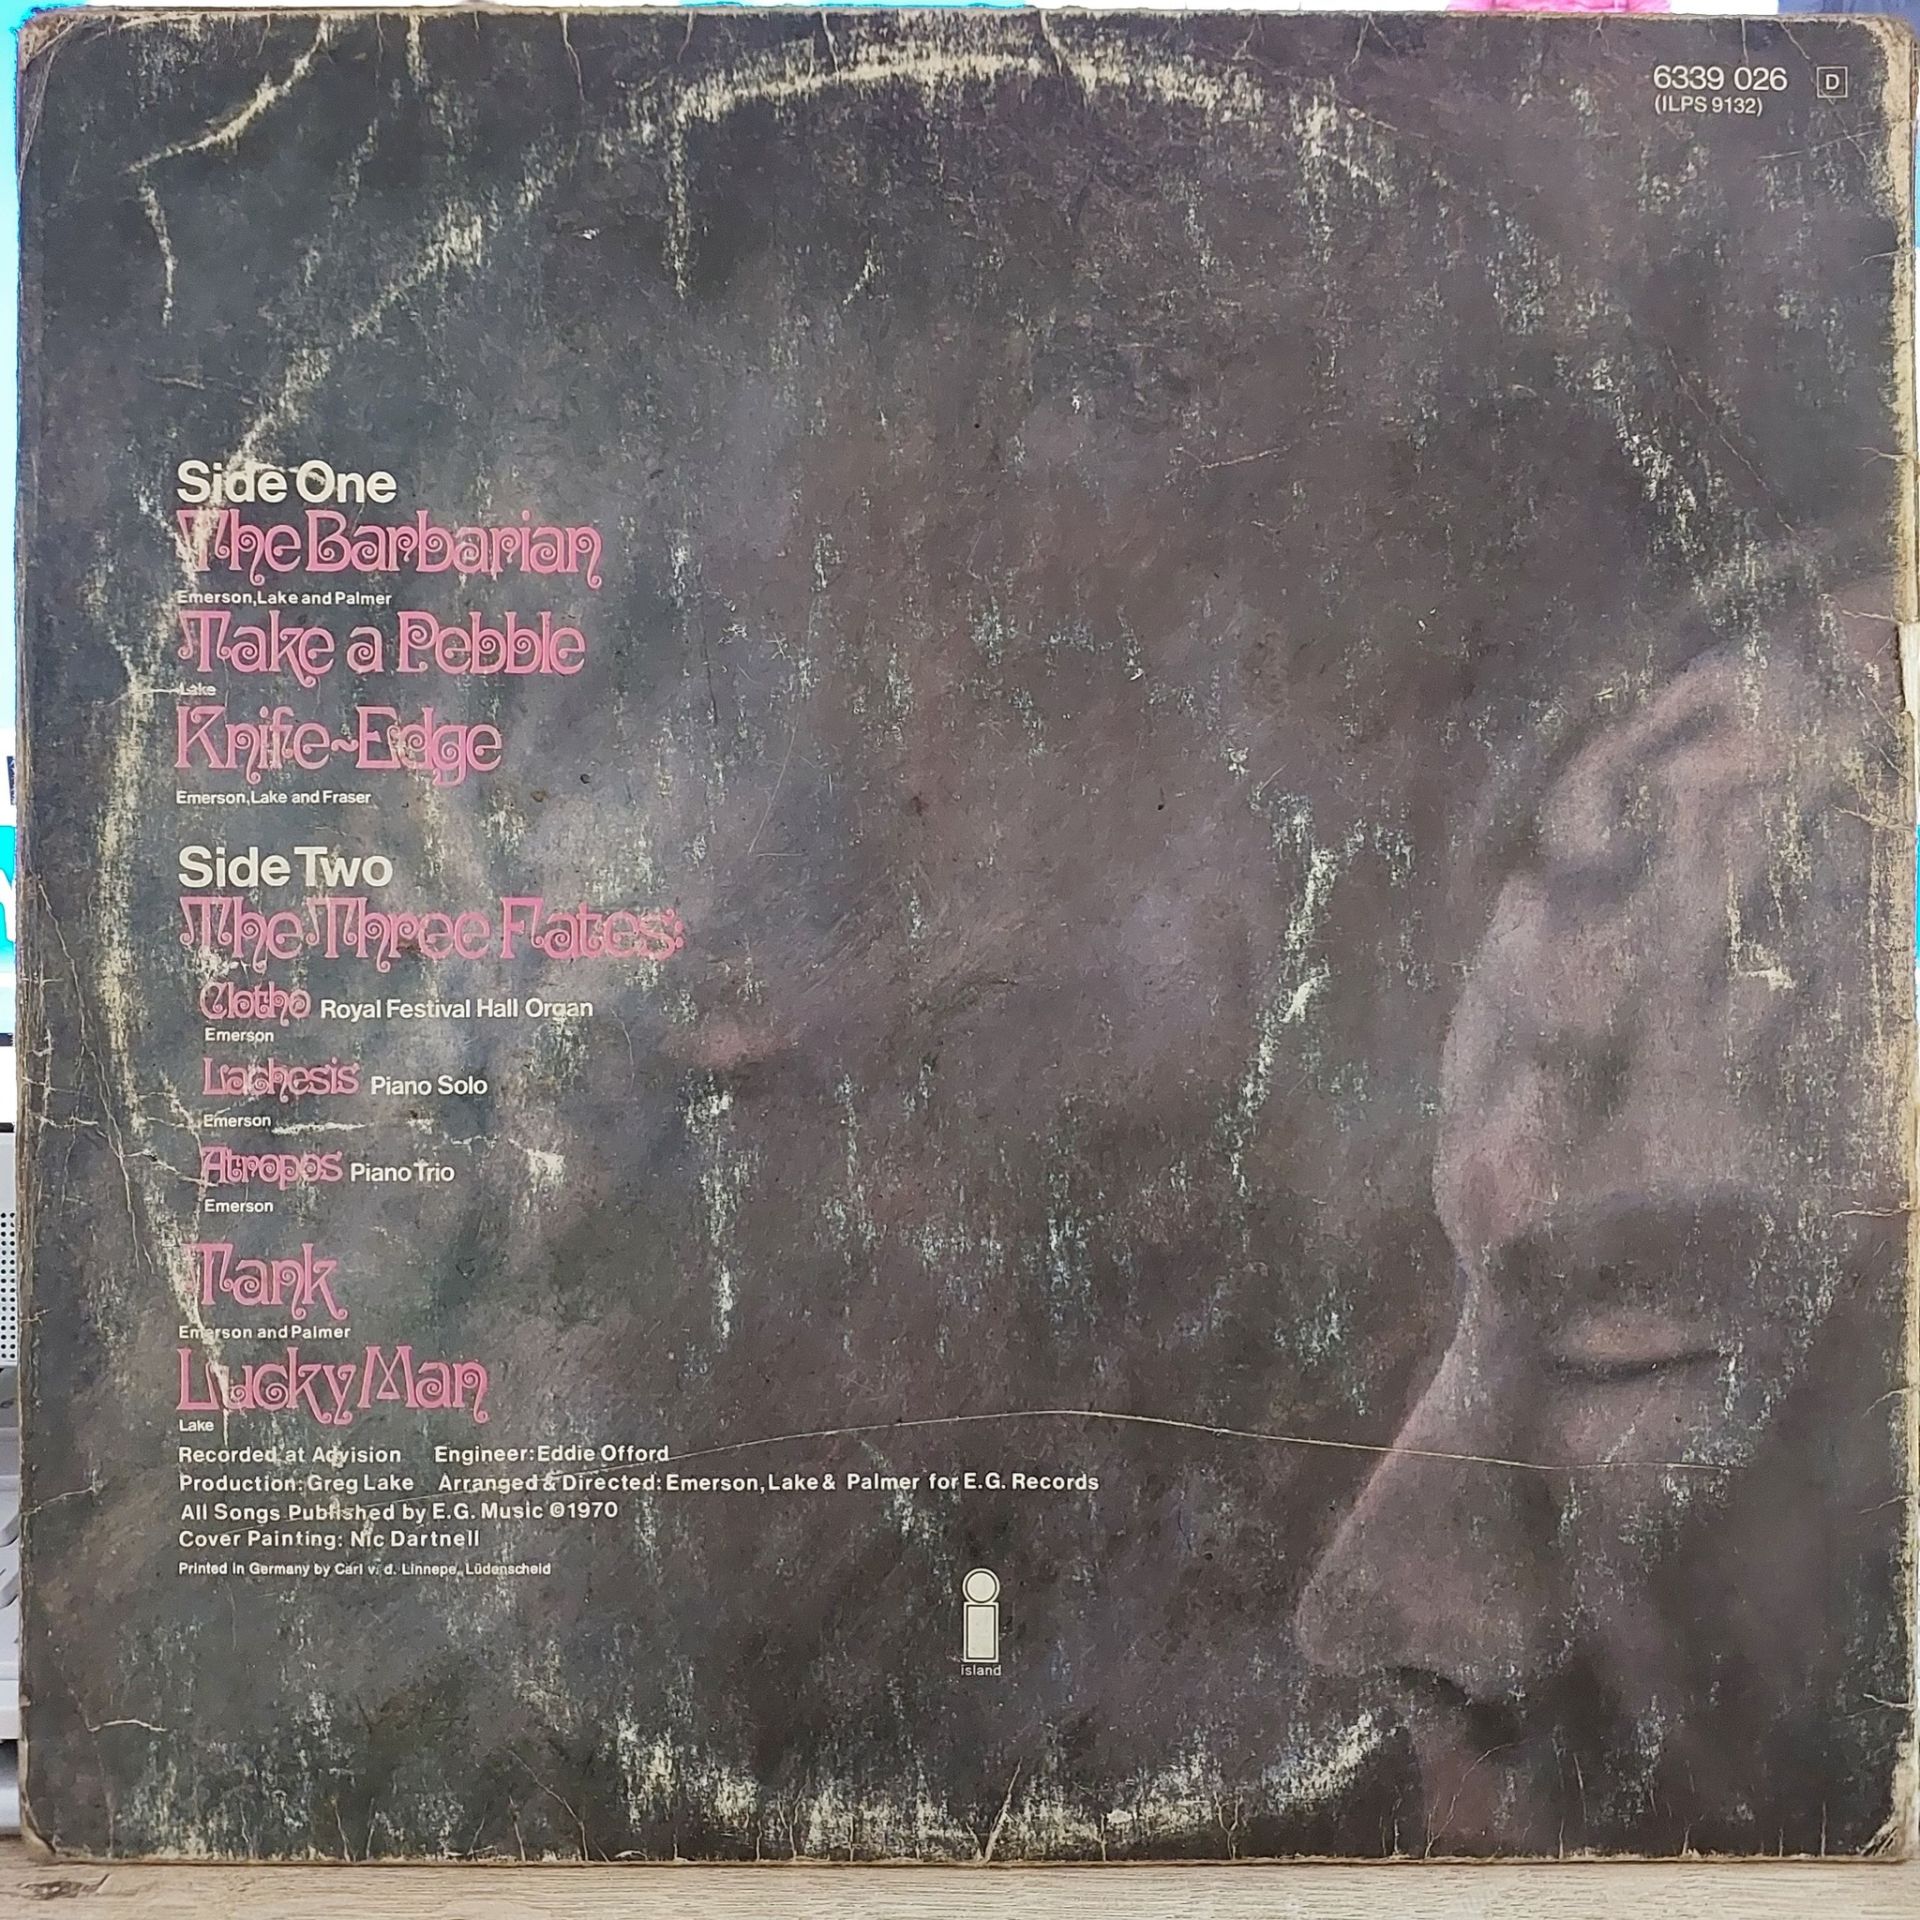 6339 026 D
(ILPS 9132)
Side One
The Barbarian
Emerson, Lake and Palmer
Take a Pebble
Lake
Knife~Edge
Emerson, Lake and Fraser
Side Two
The Three Fates:
Clotho Royal Festival Hall Organ
Emerson
Lachesis Piano Solo
Emerson
Atropos Piano Trio
Emerson
Tank
Emerson and Palmer
Lucky Man
Lake
Recorded at Advision Engineer: Eddie Offord
Production: Greg Lake Arranged & Directed: Emerson, Lake & Palmer for E.G. Records
All Songs Published by E.G. Music ©1970
Cover Painting: Nic Dartnell
Printed in Germany by Carl v. d. Linnepe, Lüdenscheid
island